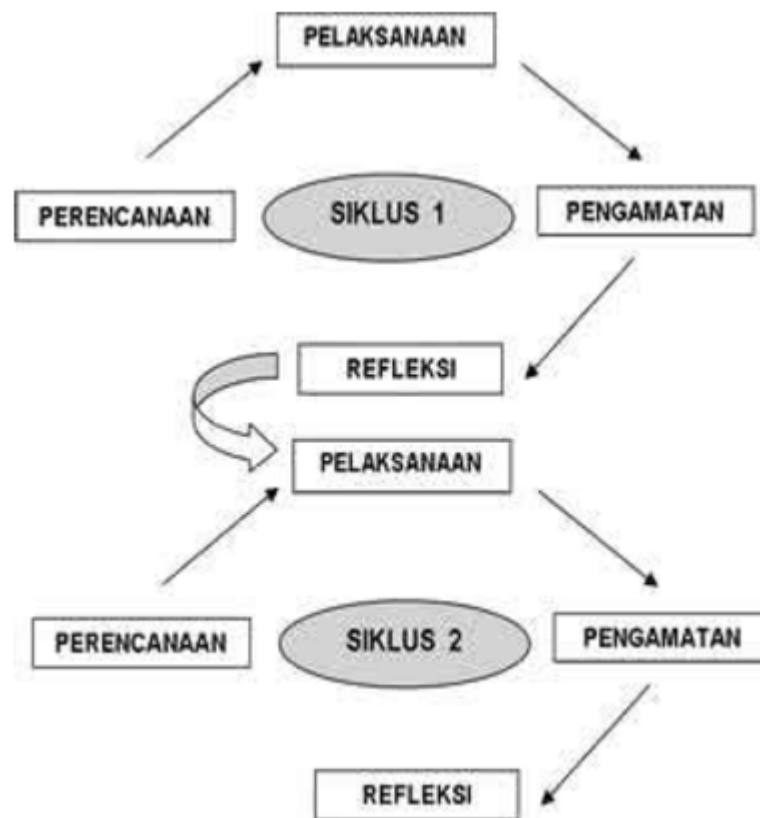 PELAKSANAAN
PERENCANAAN
SIKLUS 1
PENGAMATAN
REFLEKSI
PELAKSANAAN
PERENCANAAN
SIKLUS 2
PENGAMATAN
REFLEKSI